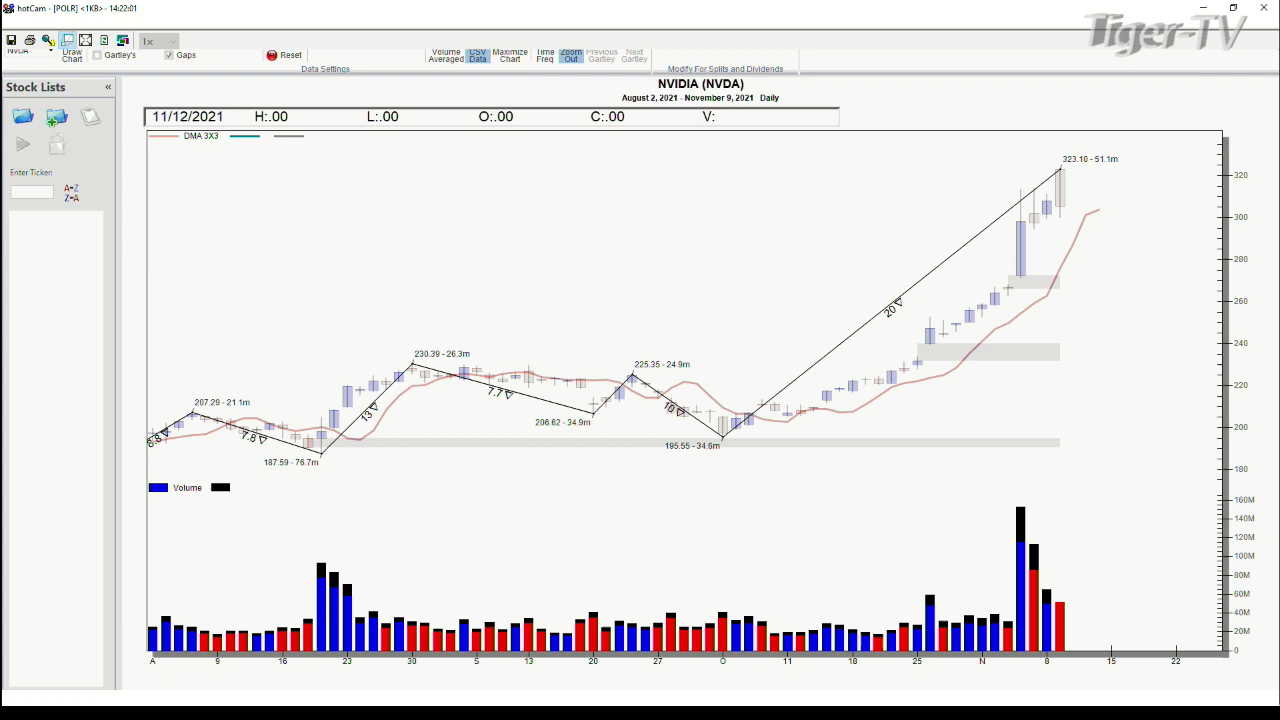 hotCam - [POLR] <1KB>- 14:22:01
Tiger-TV
1x
NVDA
Draw Chart
Gartley's
Gaps
Reset
Data Settings
Volume Averaged
CSV Data
Maximize Chart
Time Freq
Zoom Out
Previous Gartley
Next Gartley
Modify For Splits and Dividends
Stock Lists
«
Enter Ticker:
A=Z
Z=A
NVIDIA (NVDA)
August 2, 2021 - November 9, 2021 Daily
11/12/2021 H:.00 L:.00 O:.00 C:.00 V:
DMA 3X3
323.10 - 51.1m
320
300
280
20
260
240
230.39 - 26.3m
225.35 - 24.9m
220
7.7
207.29 - 21.1m
13
10
206.62 - 34.9m
200
8.8
7.8
195.55 - 34.6m
187.59 - 76.7m
180
Volume
160M
140M
120M
100M
80M
60M
40M
20M
0
A 9 16 23 30 S 13 20 27 O 11 18 25 N 8 15 22